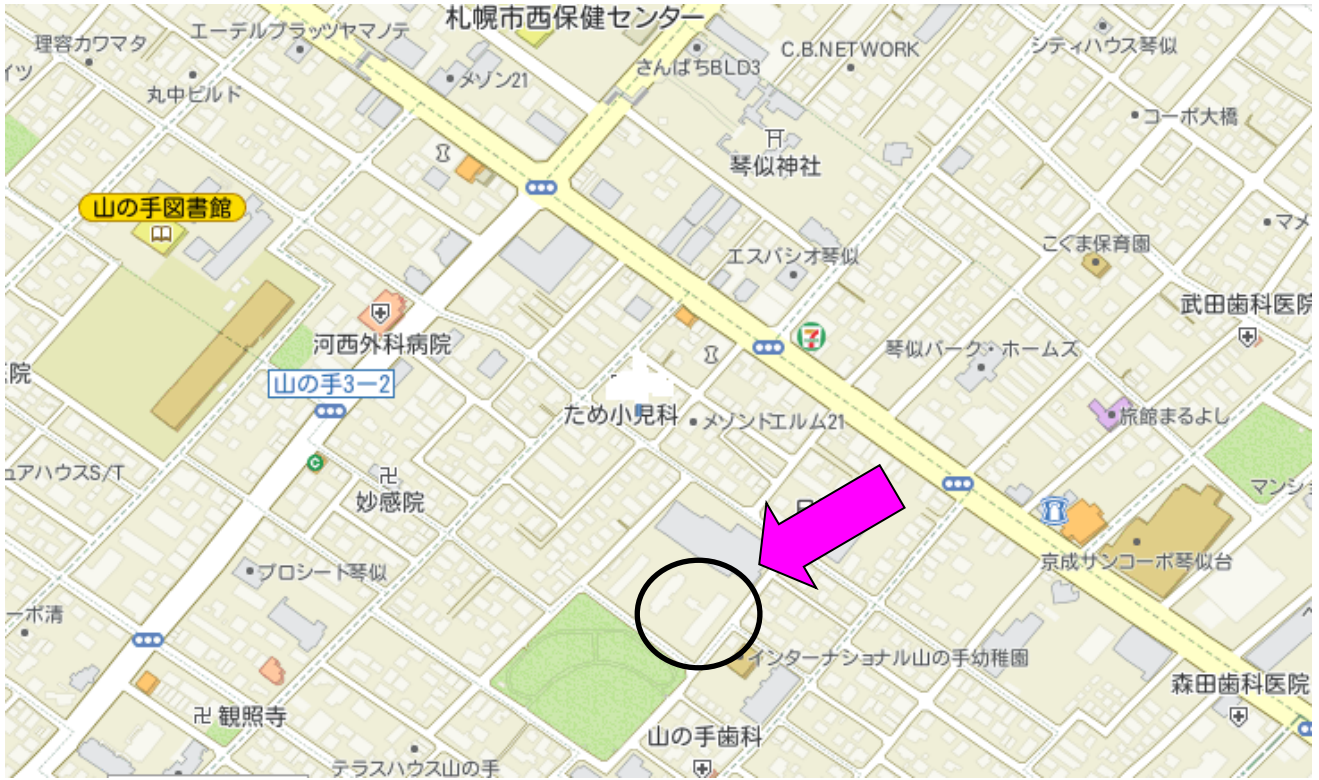 札幌市西保健センター
エーデルプラッツヤマノテ
理容カワマタ
C.B.NETWORK
シティハウス琴似
さんぱちBLD3
イツ
メゾン21
丸中ビルド
コーポ大橋
琴似神社
山の手図書館
マメ
エスパシオ琴似
こぐま保育園
武田歯科医院
7
河西外科病院
琴似パーク・ホームズ
院
山の手3ー2
ため小児科
メゾンドエルム21
旅館まるよし
ュアハウスS/T
C
卍
妙感院
マンショ
プロシード琴似
京成サンコーポ琴似台
ーポ清
インターナショナル山の手幼稚園
森田歯科医院
卍 観照寺
山の手歯科
テラスハウス山の手